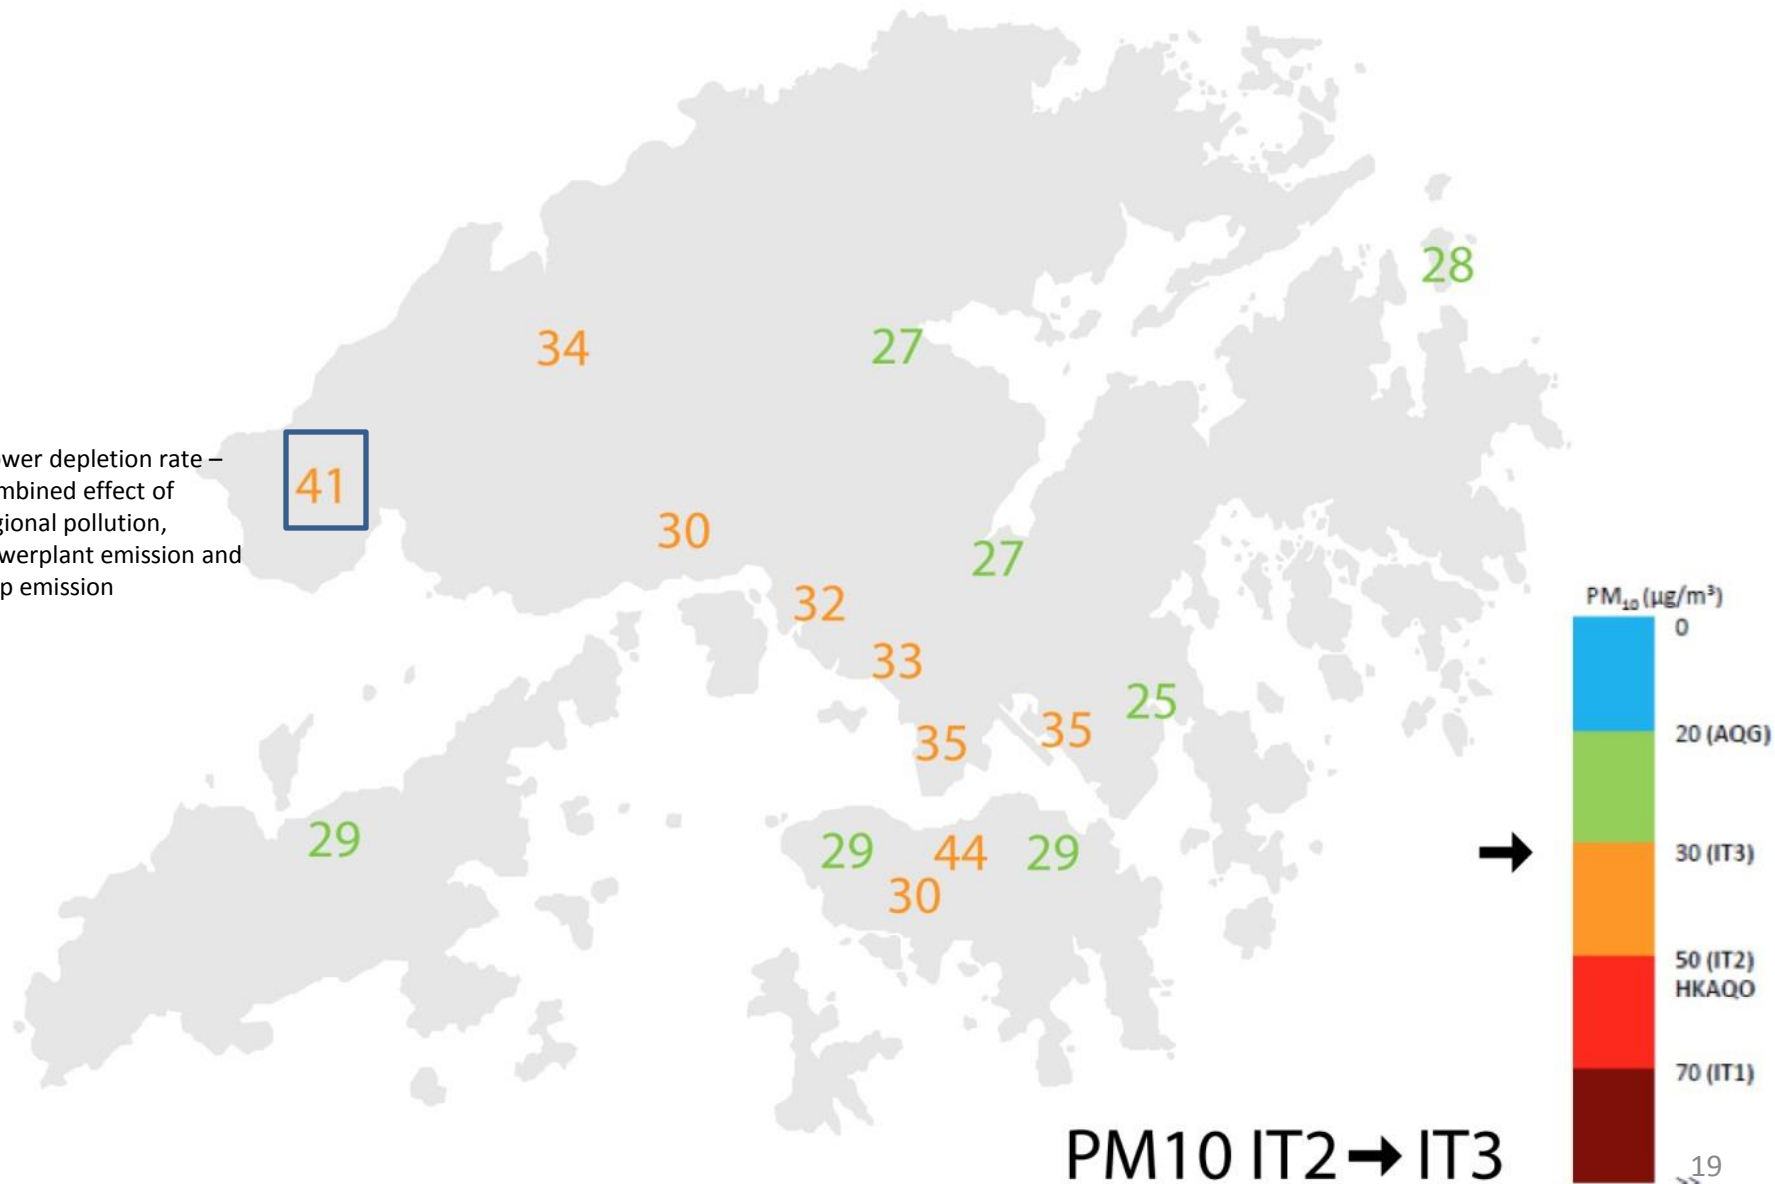 28
34
27
ower depletion rate –
mbined effect of
gional pollution,
werplant emission and
p emission
41
30
27
32
33
25
35
35
29
29
44
29
30
PM10 (µg/m³)
0
20 (AQG)
30 (IT3)
50 (IT2)
HKAQO
70 (IT1)
PM10 IT2 → IT3
19